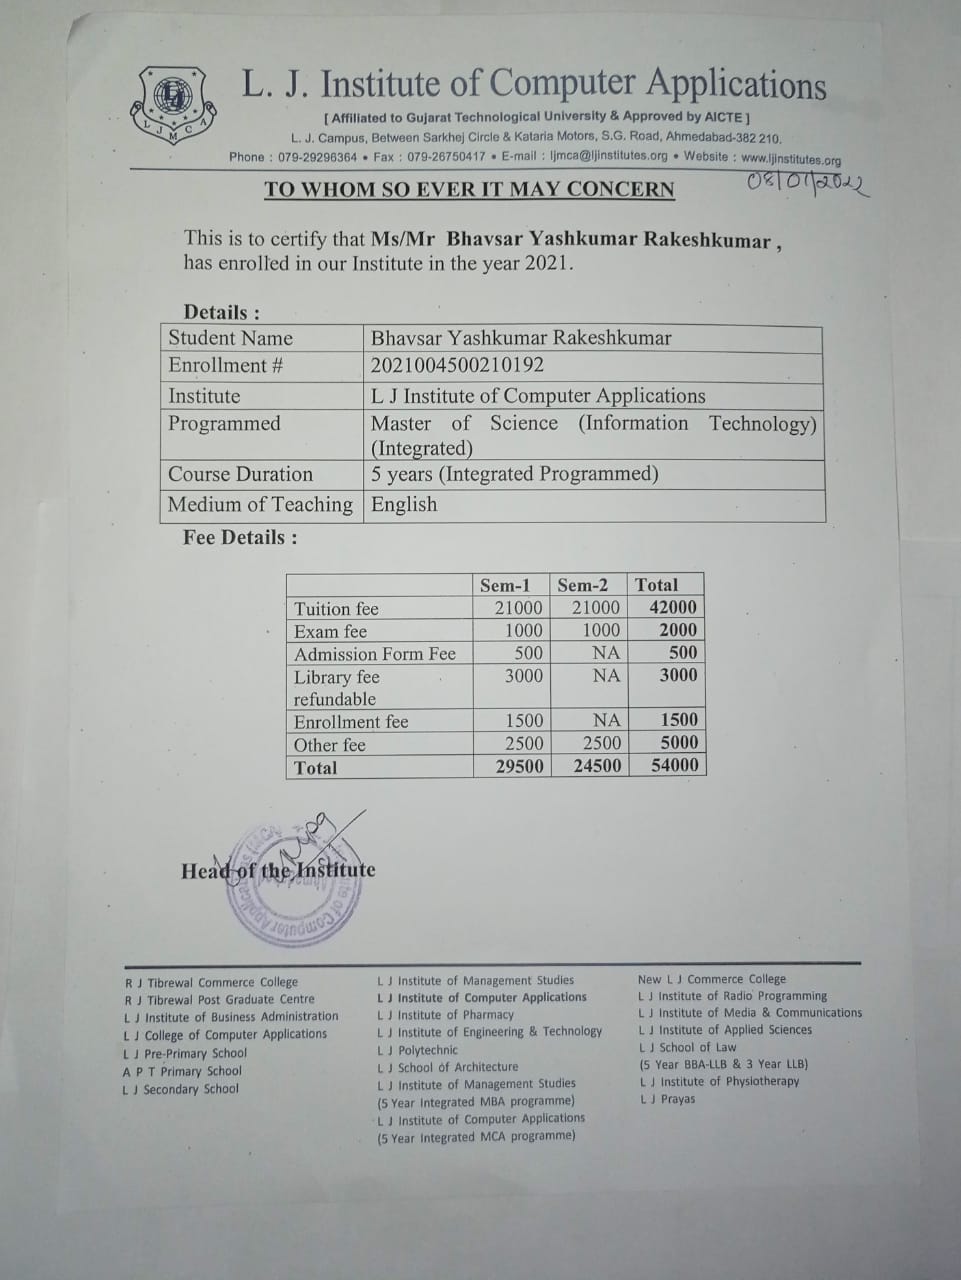 L. J. Institute of Computer Applications
[ Affiliated to Gujarat Technological University & Approved by AICTE ]
L. J. Campus, Between Sarkhej Circle & Kataria Motors, S.G. Road, Ahmedabad-382 210.
Phone : 079-29296364 • Fax : 079-26750417 • E-mail : ljmca@ljinstitutes.org • Website : www.ljinstitutes.org
LJ
L J M C A
TO WHOM SO EVER IT MAY CONCERN
08/01/2022
This is to certify that Ms/Mr Bhavsar Yashkumar Rakeshkumar ,
has enrolled in our Institute in the year 2021.
Details :
Student Name Bhavsar Yashkumar Rakeshkumar
Enrollment # 2021004500210192
Institute L J Institute of Computer Applications
Programmed Master of Science (Information Technology)
(Integrated)
Course Duration 5 years (Integrated Programmed)
Medium of Teaching English
Fee Details :
Sem-1 Sem-2 Total
Tuition fee 21000 21000 42000
Exam fee 1000 1000 2000
Admission Form Fee 500 NA 500
Library fee 3000 NA 3000
refundable
Enrollment fee 1500 NA 1500
Other fee 2500 2500 5000
Total 29500 24500 54000
Head of the Institute
R J Tibrewal Commerce College
R J Tibrewal Post Graduate Centre
L J Institute of Business Administration
L J College of Computer Applications
L J Pre-Primary School
A P T Primary School
L J Secondary School
L J Institute of Management Studies
L J Institute of Computer Applications
L J Institute of Pharmacy
L J Institute of Engineering & Technology
L J Polytechnic
L J School of Architecture
L J Institute of Management Studies
(5 Year Integrated MBA programme)
L J Institute of Computer Applications
(5 Year Integrated MCA programme)
New L J Commerce College
L J Institute of Radio Programming
L J Institute of Media & Communications
L J Institute of Applied Sciences
L J School of Law
(5 Year BBA-LLB & 3 Year LLB)
L J Institute of Physiotherapy
L J Prayas